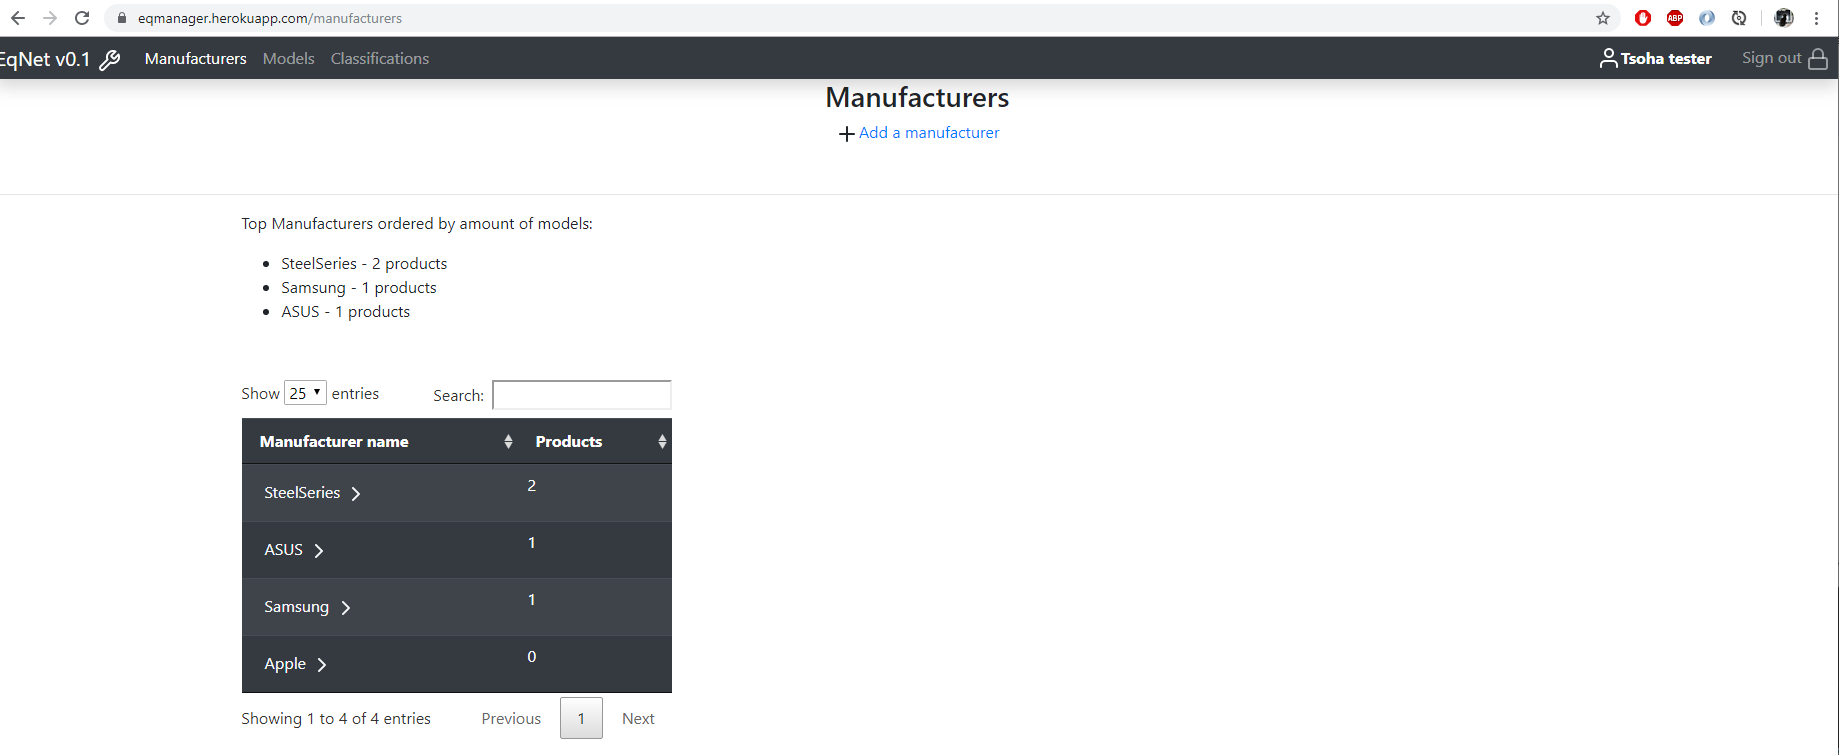 eqmanager.herokuapp.com/manufacturers
ABP
EqNet v0.1 Manufacturers Models Classifications Tsoha tester Sign out
Manufacturers
Add a manufacturer
Top Manufacturers ordered by amount of models:
SteelSeries - 2 products
Samsung - 1 products
ASUS - 1 products
Show 25 entries Search:
Manufacturer name Products
SteelSeries 2
ASUS 1
Samsung 1
Apple 0
Showing 1 to 4 of 4 entries Previous 1 Next